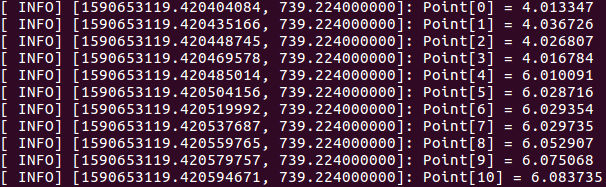 [ INFO] [1590653119.420404084, 739.224000000]: Point[0] = 4.013347
[ INFO] [1590653119.420435166, 739.224000000]: Point[1] = 4.036726
[ INFO] [1590653119.420448745, 739.224000000]: Point[2] = 4.026807
[ INFO] [1590653119.420469578, 739.224000000]: Point[3] = 4.016784
[ INFO] [1590653119.420485014, 739.224000000]: Point[4] = 6.010091
[ INFO] [1590653119.420504156, 739.224000000]: Point[5] = 6.028716
[ INFO] [1590653119.420519992, 739.224000000]: Point[6] = 6.029354
[ INFO] [1590653119.420537687, 739.224000000]: Point[7] = 6.029735
[ INFO] [1590653119.420559765, 739.224000000]: Point[8] = 6.052907
[ INFO] [1590653119.420579757, 739.224000000]: Point[9] = 6.075068
[ INFO] [1590653119.420594671, 739.224000000]: Point[10] = 6.083735